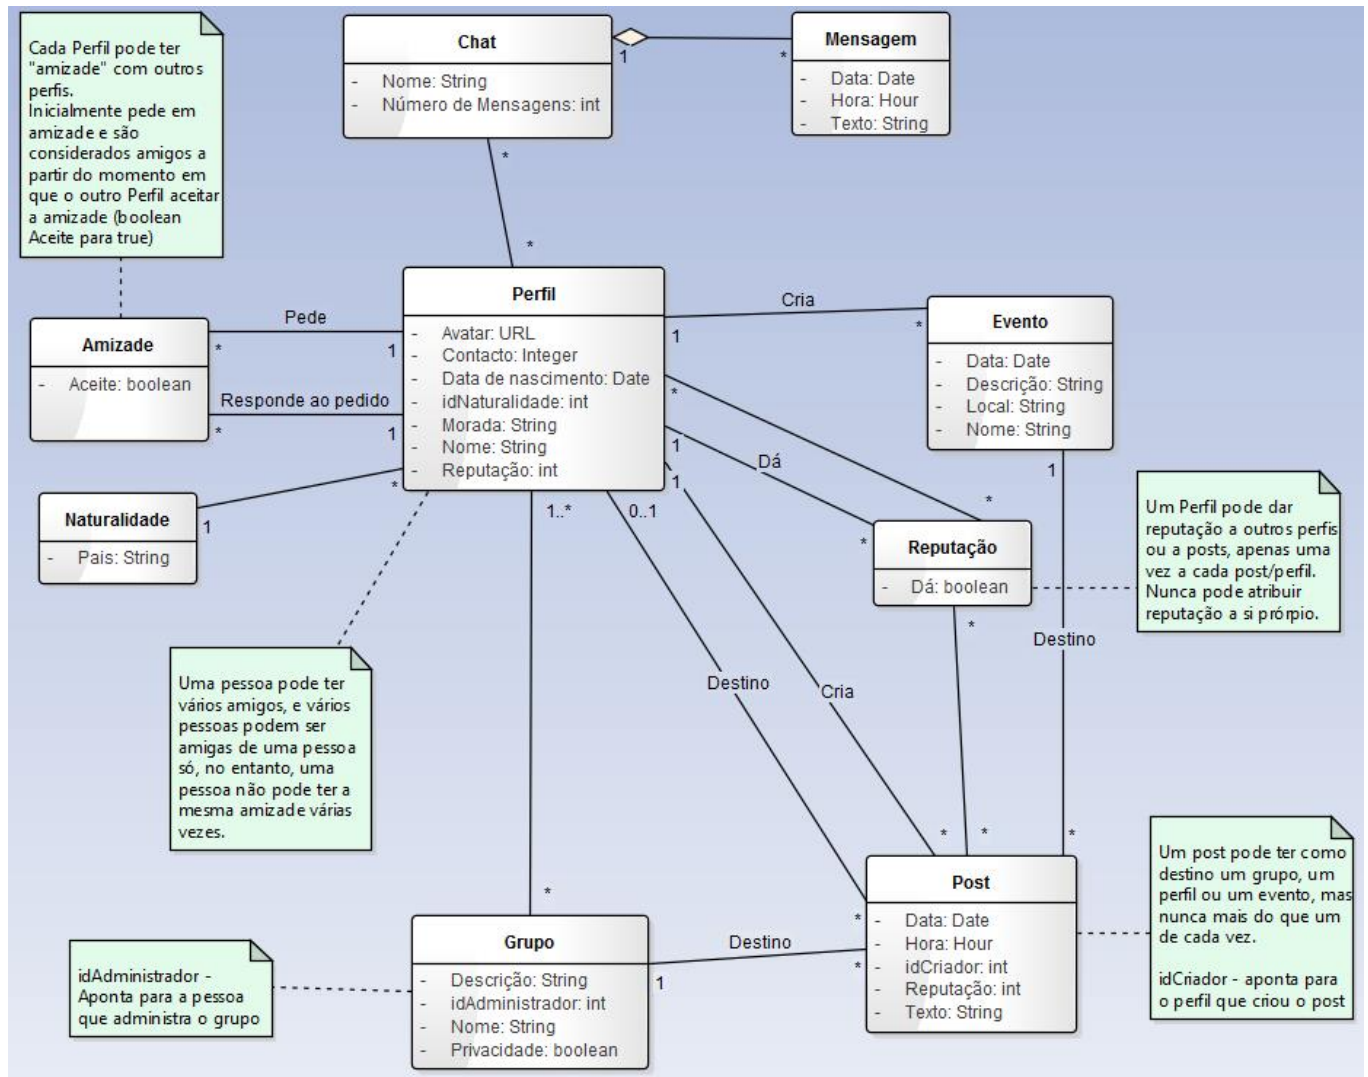 Cada Perfil pode ter
"amizade" com outros
perfis.
Inicialmente pede em
amizade e são
considerados amigos a
partir do momento em
que o outro Perfil aceitar
a amizade (boolean
Aceite para true)
Chat
- Nome: String
- Número de Mensagens: int
1
*
Mensagem
- Data: Date
- Hora: Hour
- Texto: String
*
*
Perfil
- Avatar: URL
- Contacto: Integer
- Data de nascimento: Date
- idNaturalidade: int
- Morada: String
- Nome: String
- Reputação: int
Amizade
- Aceite: boolean
Pede
*
1
Responde ao pedido
*
1
Naturalidade
- Pais: String
1
*
Cria
1
*
Evento
- Data: Date
- Descrição: String
- Local: String
- Nome: String
*
*
1
Dá
*
Reputação
- Dá: boolean
Um Perfil pode dar
reputação a outros perfis
ou a posts, apenas uma
vez a cada post/perfil.
Nunca pode atribuir
reputação a si prórpio.
1
Destino
*
1
Cria
*
0..1
Destino
*
*
*
1..*
*
Uma pessoa pode ter
vários amigos, e vários
pessoas podem ser
amigas de uma pessoa
só, no entanto, uma
pessoa não pode ter a
mesma amizade várias
vezes.
Post
- Data: Date
- Hora: Hour
- idCriador: int
- Reputação: int
- Texto: String
Um post pode ter como
destino um grupo, um
perfil ou um evento, mas
nunca mais do que um
de cada vez.
idCriador - aponta para
o perfil que criou o post
Grupo
- Descrição: String
- idAdministrador: int
- Nome: String
- Privacidade: boolean
Destino
1
*
idAdministrador -
Aponta para a pessoa
que administra o grupo